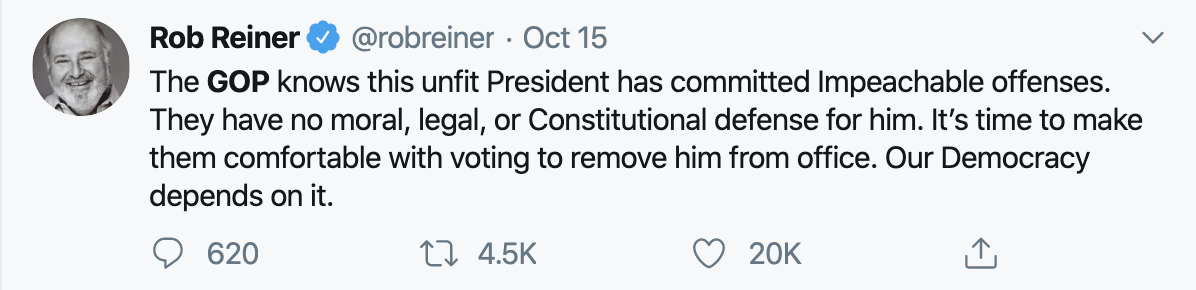 Rob Reiner @robreiner · Oct 15
The GOP knows this unfit President has committed Impeachable offenses.
They have no moral, legal, or Constitutional defense for him. It’s time to make
them comfortable with voting to remove him from office. Our Democracy
depends on it.
620 4.5K 20K